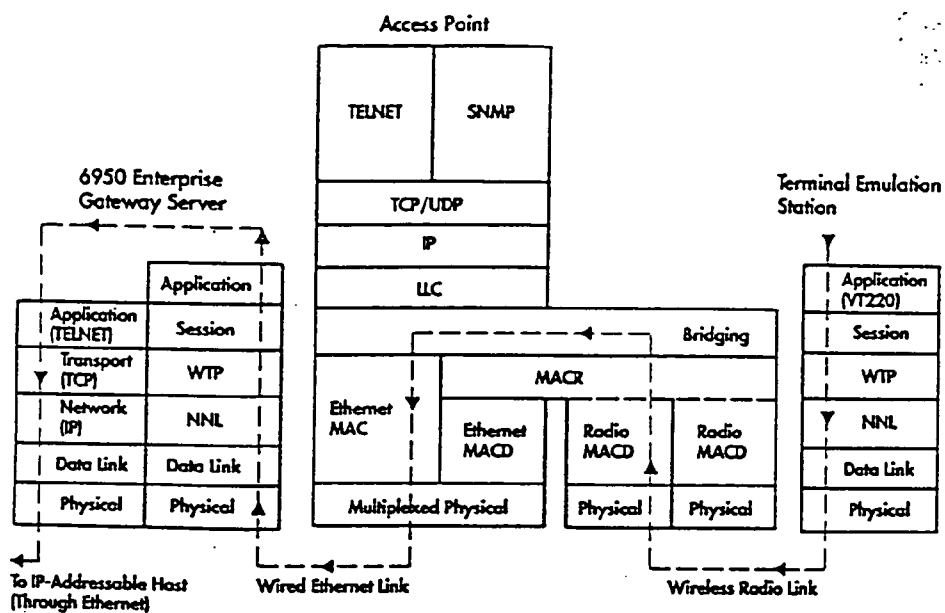 Access Point
TELNET
SNMP
TCP/UDP
IP
LLC
Bridging
MACR
Ethernet
MAC
Ethernet
MACD
Radio
MACD
Radio
MACD
Multiplexed Physical
Physical
Physical
6950 Enterprise
Gateway Server
Application
(TELNET)
Transport
(TCP)
Network
(IP)
Data Link
Physical
Application
Session
WTP
NNL
Data Link
Physical
Terminal Emulation
Station
Application
(VT220)
Session
WTP
NNL
Data Link
Physical
To IP-Addressable Host
(Through Ethernet)
Wired Ethernet Link
Wireless Radio Link